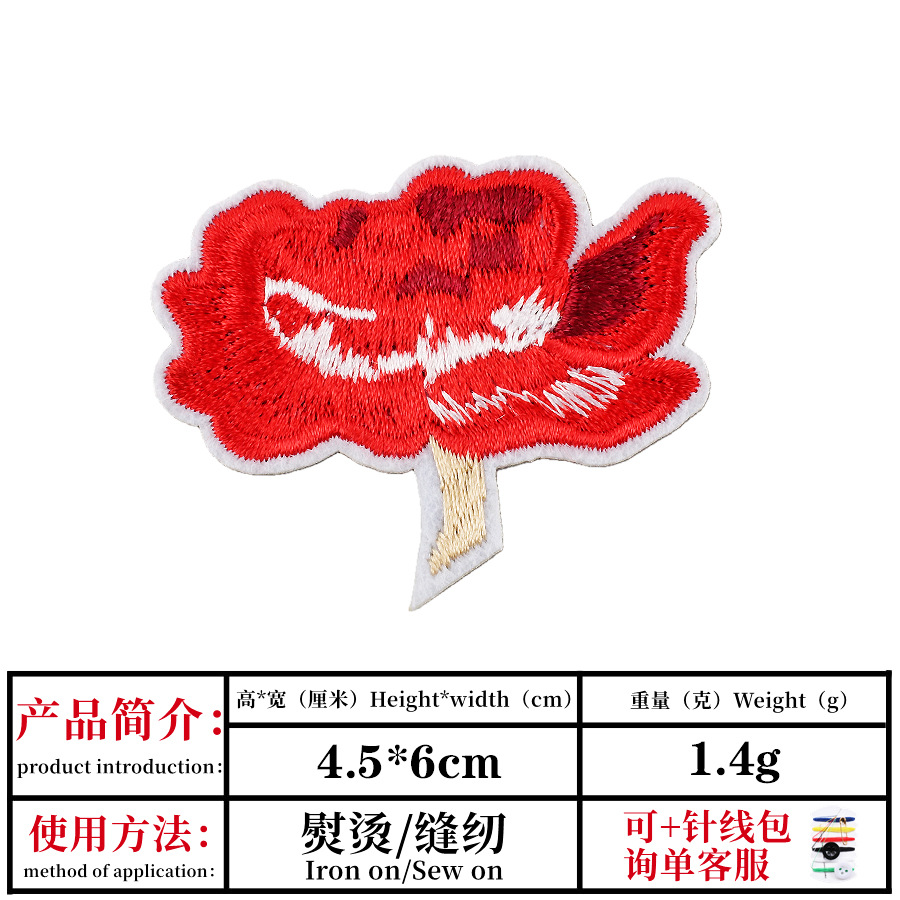 产品简介：
product introduction：
高*宽（厘米）Height*width（cm）
重量（克）Weight（g）
4.5*6cm
1.4g
使用方法：
method of application：
熨烫/缝纫
Iron on/Sew on
可+针线包
询单客服